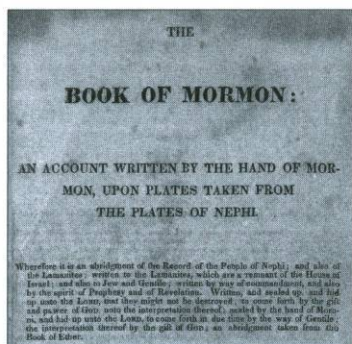 THE
BOOK OF MORMON:
AN ACCOUNT WRITTEN BY THE HAND OF MOR-
MON, UPON PLATES TAKEN FROM
THE PLATES OF NEPHI.
Wherefore it is an abridgment of the Record of the People of Nephi; and also of
the Lamanites; written to the Lamanites, which are a remnant of the House of
Israel; and also to Jew and Gentile; written by way of commandment, and also
by the spirit of Prophesy and of Revelation. Written, and sealed up, and hid
up unto the LORD, that they might not be destroyed; to come forth by the gift
and power of GOD, unto the interpretation thereof; sealed by the hand of Moro-
ni, and hid up unto the LORD, to come forth in due time by the way of Gentile;
the interpretation thereof by the gift of GOD; an abridgment taken from the
Book of Ether.